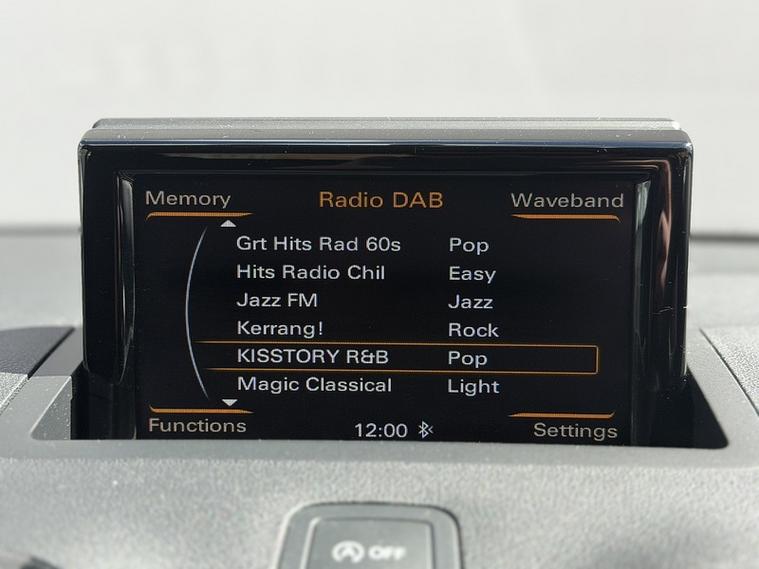 Memory Radio DAB Waveband
Grt Hits Rad 60s Pop
Hits Radio Chil Easy
Jazz FM Jazz
Kerrang! Rock
KISSTORY R&B Pop
Magic Classical Light
Functions 12:00 Settings
A OFF